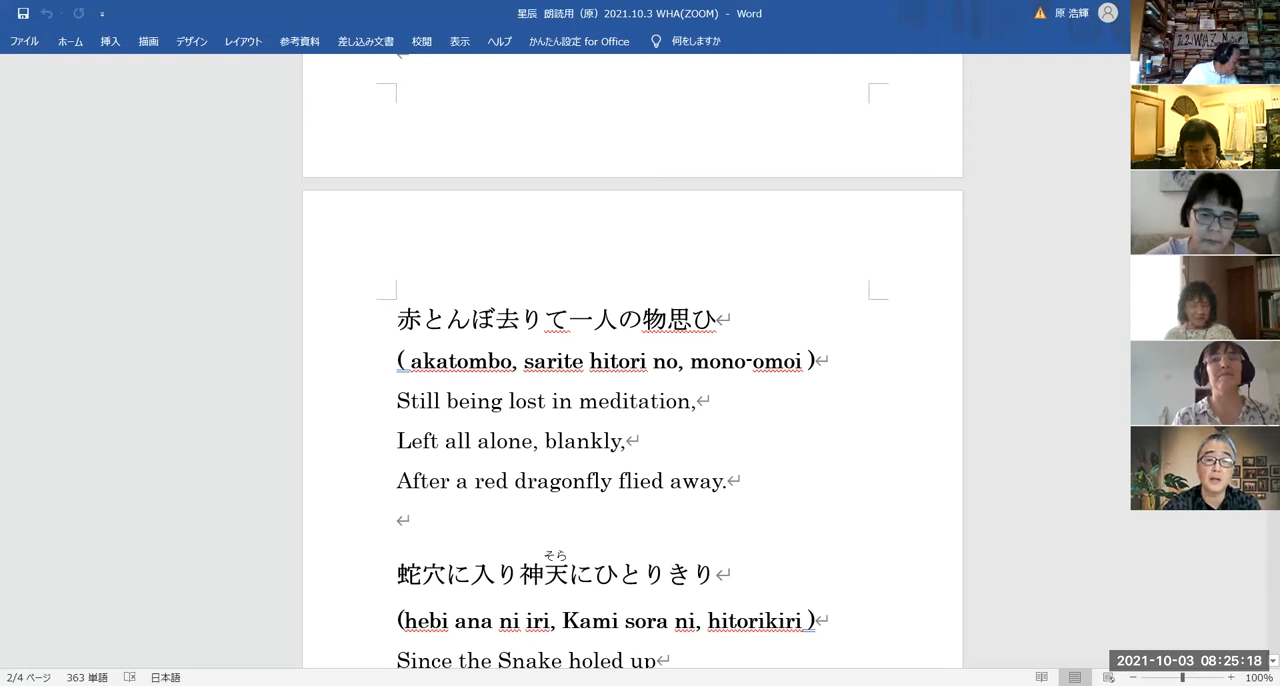 星辰 朗読用（原）2021.10.3 WHA(ZOOM) - Word
原 浩輝
ファイル ホーム 挿入 描画 デザイン レイアウト 参考資料 差し込み文書 校閲 表示 ヘルプ かんたん設定 for Office 何をしますか
赤とんぼ去りて一人の物思ひ
( akatombo, sarite hitori no, mono-omoi )
Still being lost in meditation,
Left all alone, blankly,
After a red dragonfly flied away.
そら
蛇穴に入り神天にひとりきり
(hebi ana ni iri, Kami sora ni, hitorikiri )
Since the Snake holed up
2021-10-03 08:25:18
2/4 ページ 363 単語 日本語 100%